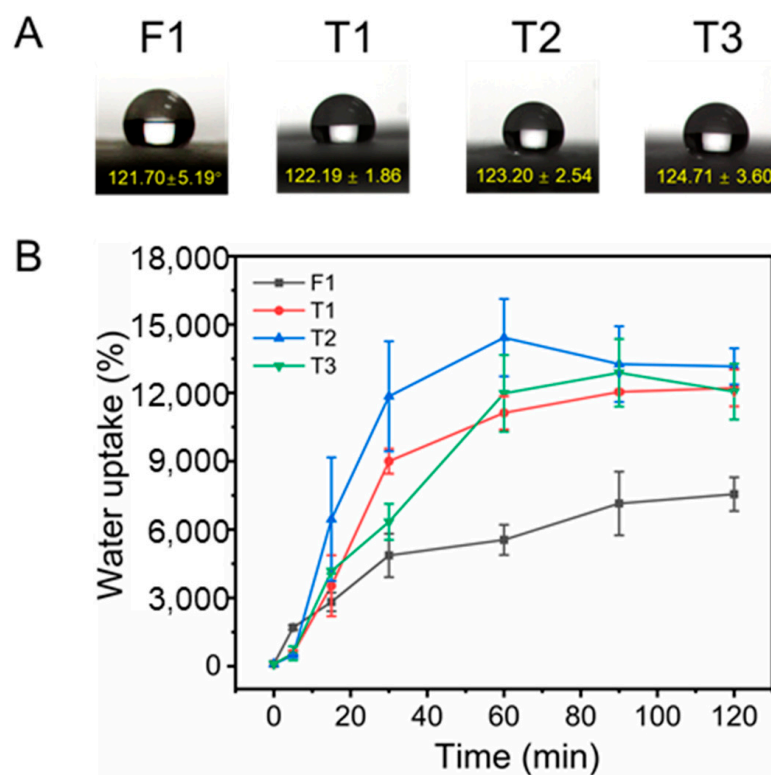 A
F1 T1 T2 T3
121.70±5.19° 122.19 ± 1.86 123.20 ± 2.54 124.71 ± 3.60
B
18,000
15,000
12,000
9,000
6,000
3,000
0
Water uptake (%)
F1
T1
T2
T3
0 20 40 60 80 100 120
Time (min)